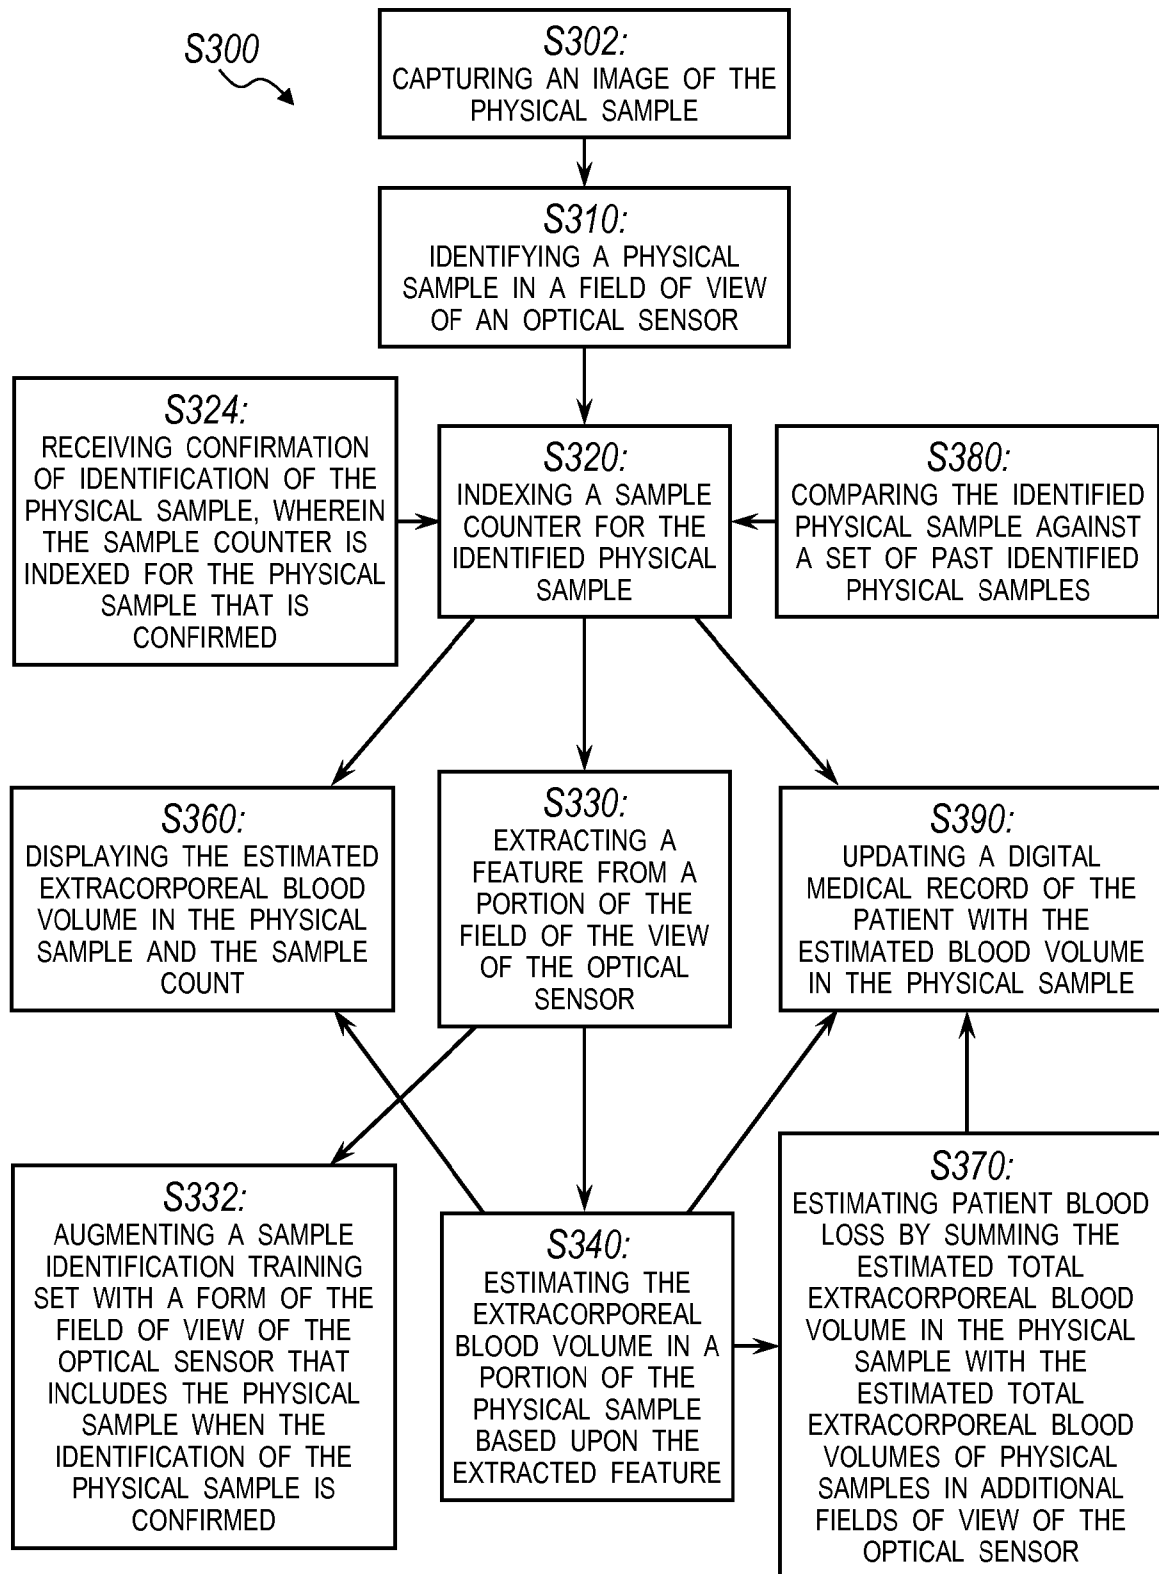 S300
S302:
CAPTURING AN IMAGE OF THE
PHYSICAL SAMPLE
S310:
IDENTIFYING A PHYSICAL
SAMPLE IN A FIELD OF VIEW
OF AN OPTICAL SENSOR
S324:
RECEIVING CONFIRMATION
OF IDENTIFICATION OF THE
PHYSICAL SAMPLE, WHEREIN
THE SAMPLE COUNTER IS
INDEXED FOR THE PHYSICAL
SAMPLE THAT IS
CONFIRMED
S320:
INDEXING A SAMPLE
COUNTER FOR THE
IDENTIFIED PHYSICAL
SAMPLE
S380:
COMPARING THE IDENTIFIED
PHYSICAL SAMPLE AGAINST
A SET OF PAST IDENTIFIED
PHYSICAL SAMPLES
S360:
DISPLAYING THE ESTIMATED
EXTRACORPOREAL BLOOD
VOLUME IN THE PHYSICAL
SAMPLE AND THE SAMPLE
COUNT
S330:
EXTRACTING A
FEATURE FROM A
PORTION OF THE
FIELD OF THE VIEW
OF THE OPTICAL
SENSOR
S390:
UPDATING A DIGITAL
MEDICAL RECORD OF THE
PATIENT WITH THE
ESTIMATED BLOOD VOLUME
IN THE PHYSICAL SAMPLE
S332:
AUGMENTING A SAMPLE
IDENTIFICATION TRAINING
SET WITH A FORM OF THE
FIELD OF VIEW OF THE
OPTICAL SENSOR THAT
INCLUDES THE PHYSICAL
SAMPLE WHEN THE
IDENTIFICATION OF THE
PHYSICAL SAMPLE IS
CONFIRMED
S340:
ESTIMATING THE
EXTRACORPOREAL
BLOOD VOLUME IN A
PORTION OF THE
PHYSICAL SAMPLE
BASED UPON THE
EXTRACTED FEATURE
S370:
ESTIMATING PATIENT BLOOD
LOSS BY SUMMING THE
ESTIMATED TOTAL
EXTRACORPOREAL BLOOD
VOLUME IN THE PHYSICAL
SAMPLE WITH THE
ESTIMATED TOTAL
EXTRACORPOREAL BLOOD
VOLUMES OF PHYSICAL
SAMPLES IN ADDITIONAL
FIELDS OF VIEW OF THE
OPTICAL SENSOR